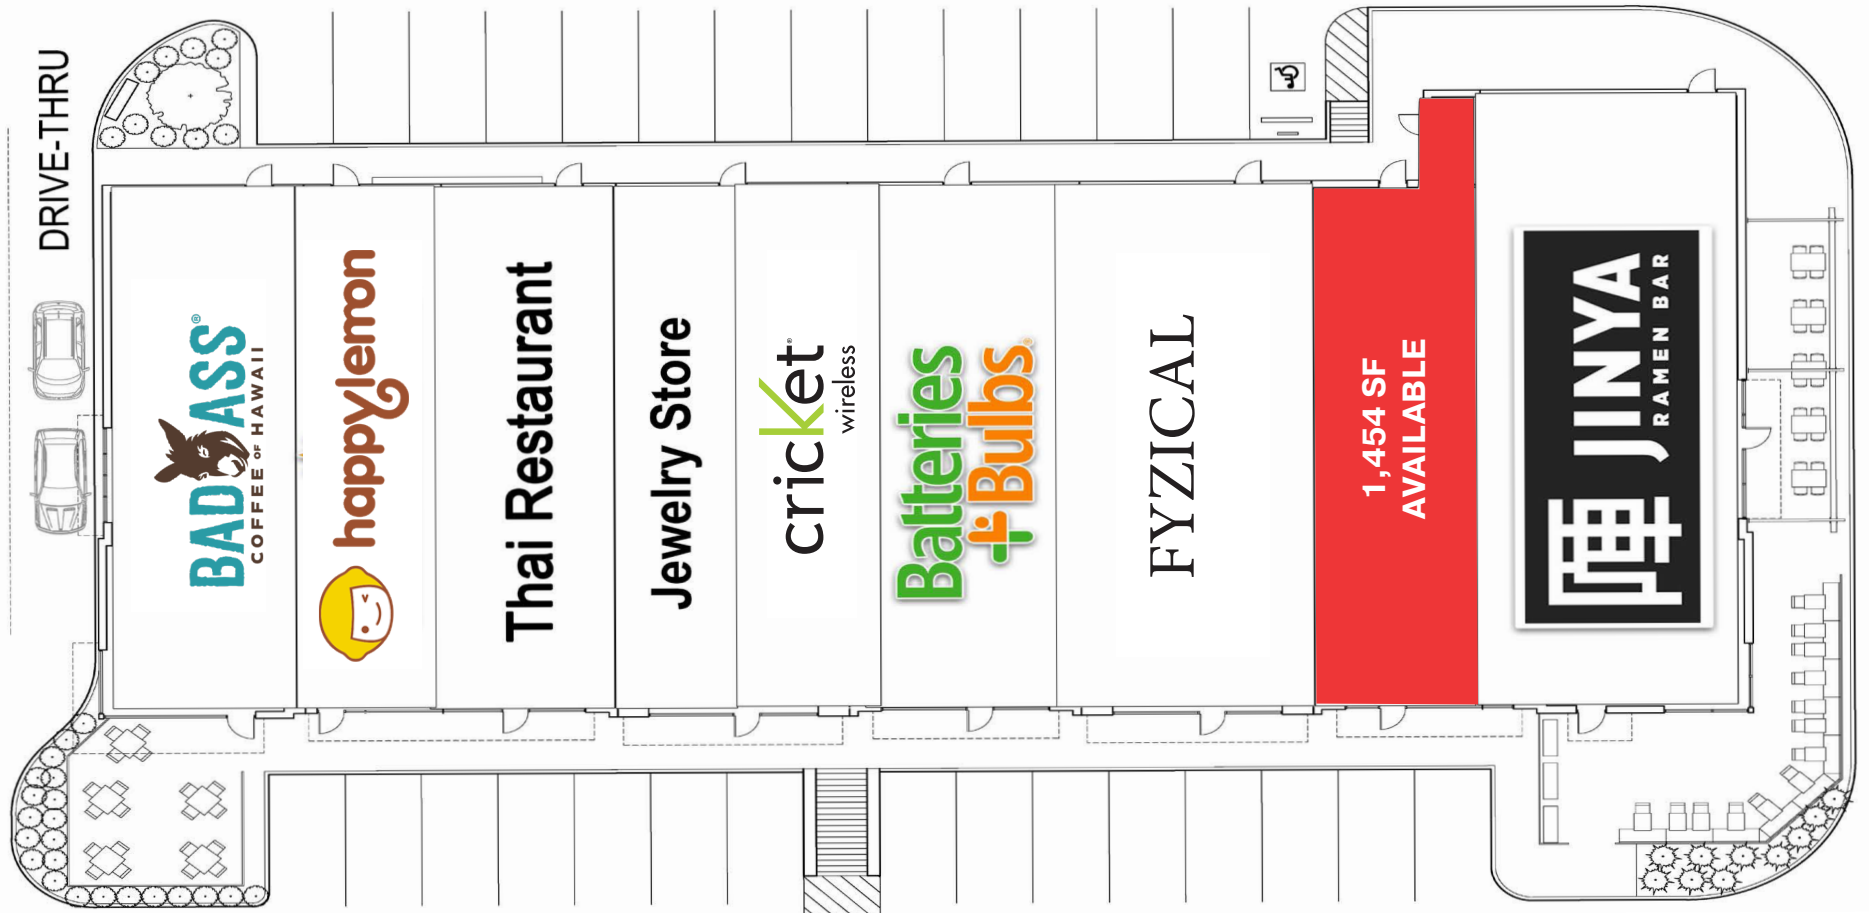 DRIVE-THRU
BAD ASS®
COFFEE OF HAWAII
happylemon
Thai Restaurant
Jewelry Store
cricket
wireless
Batteries
+Bulbs®
FYZICAL
1,454 SF
AVAILABLE
JINYA
RAMEN BAR